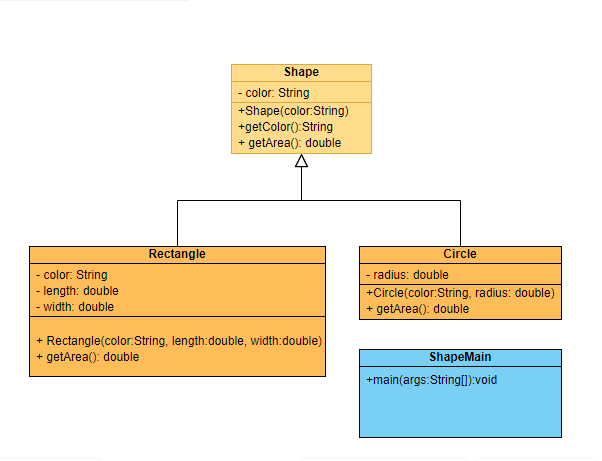 Shape
- color: String
+Shape(color:String)
+getColor():String
+ getArea(): double
Rectangle
- color: String
- length: double
- width: double
+ Rectangle(color:String, length:double, width:double)
+ getArea(): double
Circle
- radius: double
+Circle(color:String, radius: double)
+ getArea(): double
ShapeMain
+main(args:String[]):void